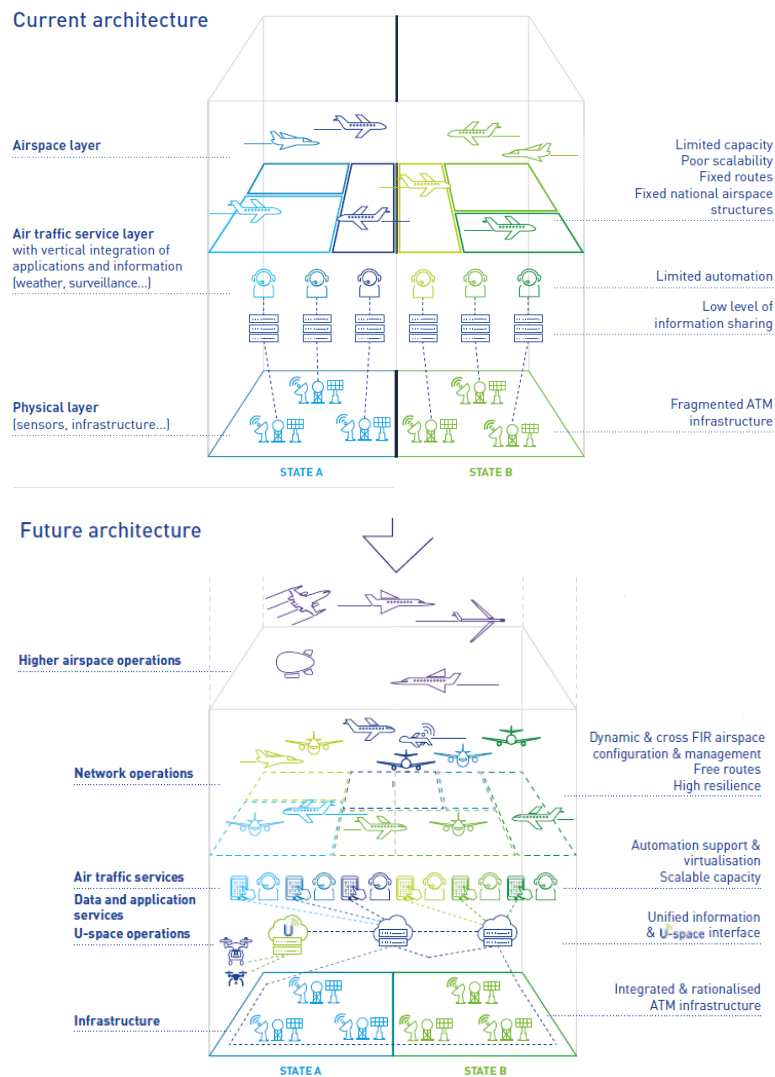 Current architecture
Airspace layer
Limited capacity
Poor scalability
Fixed routes
Fixed national airspace
structures
Air traffic service layer
with vertical integration of
applications and information
(weather, surveillance...)
Limited automation
Low level of
information sharing
Physical layer
(sensors, infrastructure...)
Fragmented ATM
infrastructure
STATE A
STATE B
Future architecture
Higher airspace operations
Network operations
Dynamic & cross FIR airspace
configuration & management
Free routes
High resilience
Air traffic services
Data and application
services
U-space operations
Automation support &
virtualisation
Scalable capacity
U
Unified information
& U-space interface
Infrastructure
Integrated & rationalised
ATM infrastructure
STATE A
STATE B